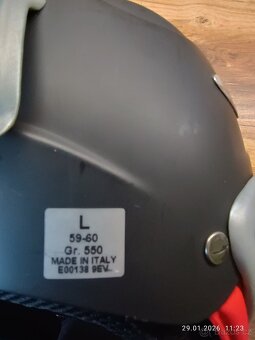 L
59-60
Gr. 550
MADE IN ITALY
E00138 9EV
29.01.2026 11:23